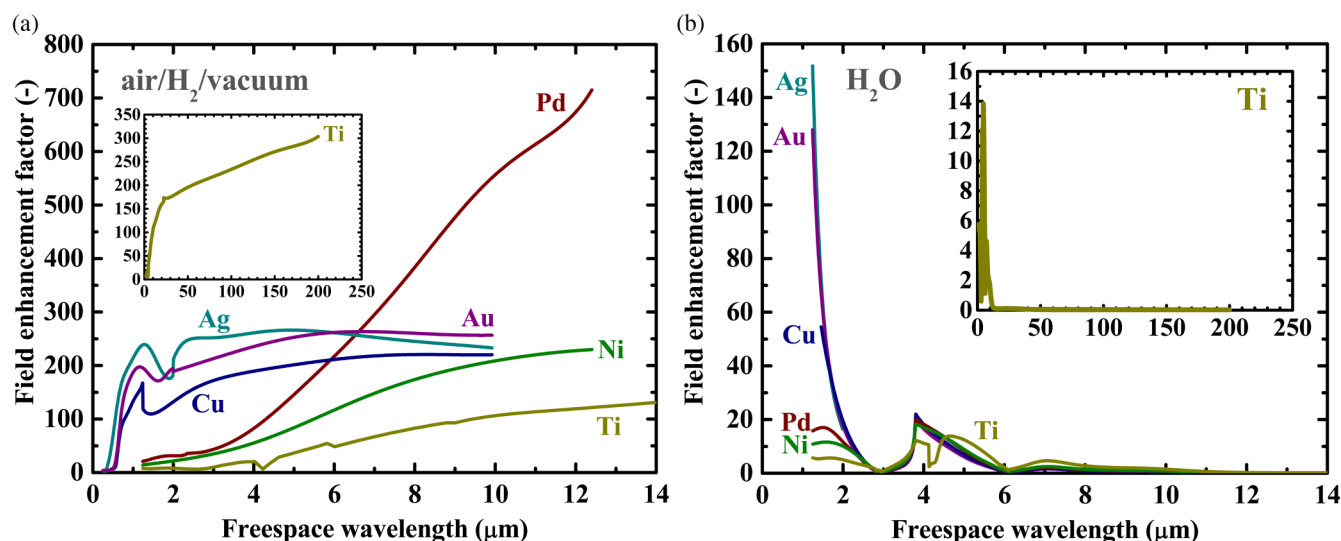 (a)
Field enhancement factor (-)
800
700
600
500
400
300
200
100
0
air/H₂/vacuum
Pd
350
300
250
200
150
100
50
0
Ti
0 50 100 150 200 250
Ag
Au
Ni
Cu
Ti
0 2 4 6 8 10 12 14
Freespace wavelength (μm)
(b)
Field enhancement factor (-)
160
140
120
100
80
60
40
20
0
H₂O
Ag
Au
Cu
Pd
Ni
Ti
16
14
12
10
8
6
4
2
0
Ti
0 50 100 150 200 250
0 2 4 6 8 10 12 14
Freespace wavelength (μm)